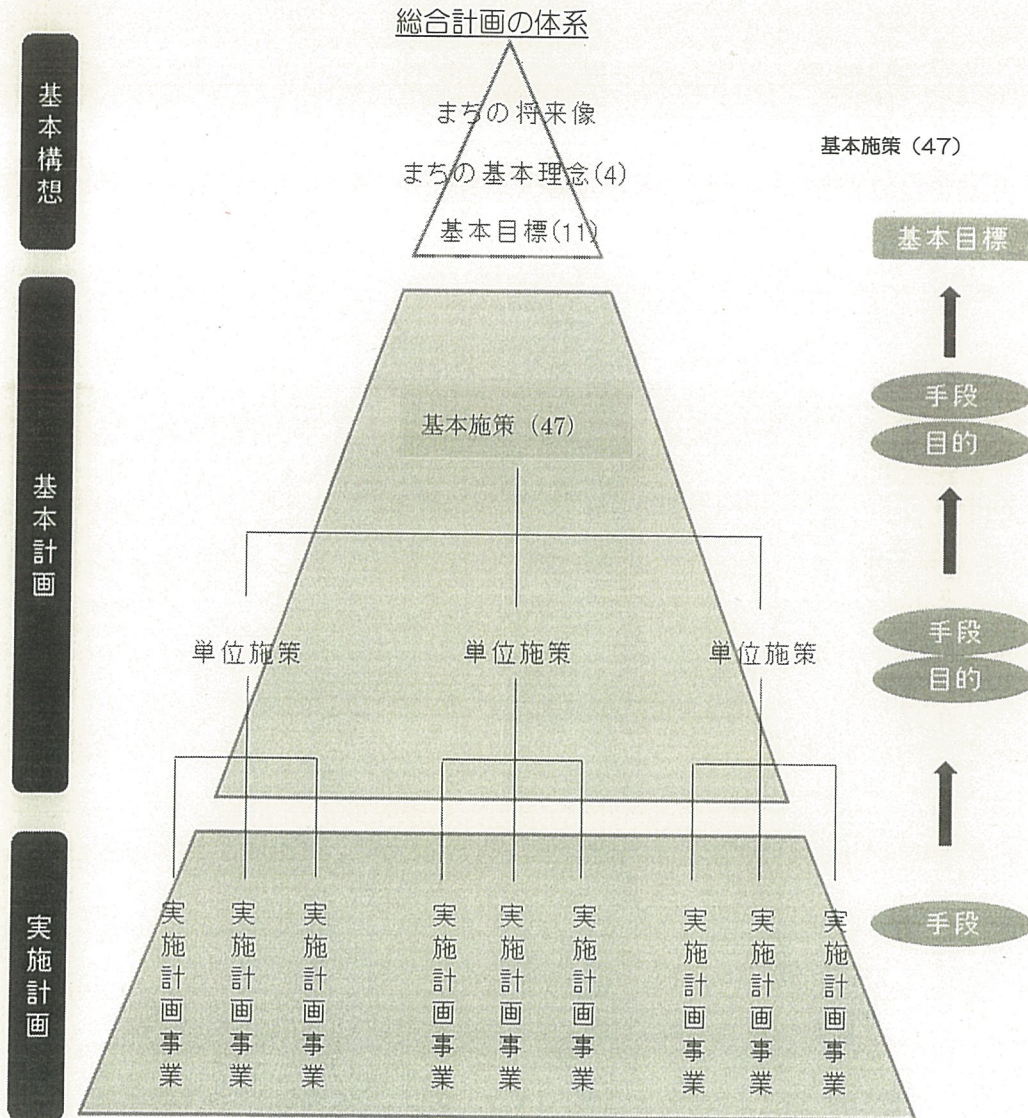 総合計画の体系
基本構想
まちの将来像
まちの基本理念(4)
基本目標(11)
基本施策（47）
基本目標
基本計画
基本施策（47）
手段
目的
単位施策
単位施策
単位施策
手段
目的
実施計画
実施計画事業
実施計画事業
実施計画事業
実施計画事業
実施計画事業
実施計画事業
実施計画事業
実施計画事業
実施計画事業
手段